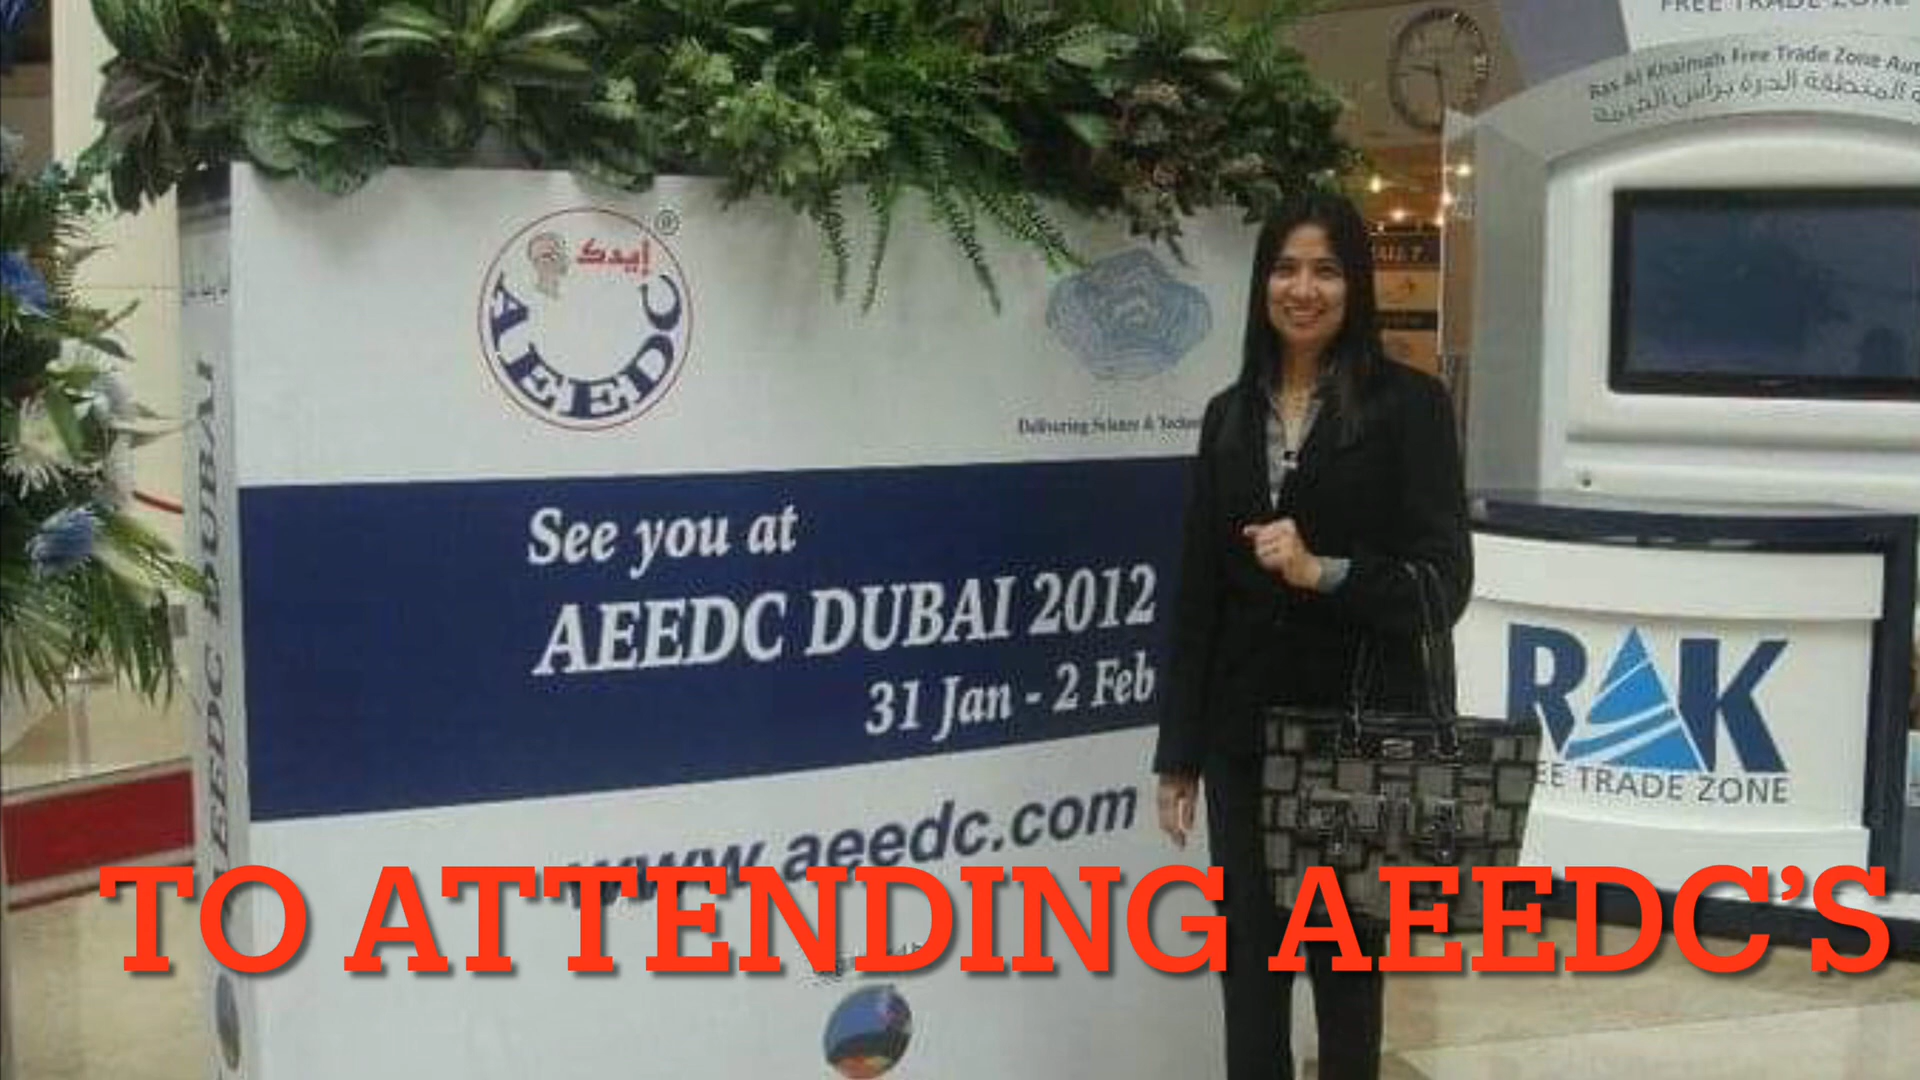 FREE TRADE ZONE
Ras Al Khaimah Free Trade Zone Aut
إيدك
®
AEEDC
Delivering Science & Techno
See you at
AEEDC DUBAI 2012
31 Jan - 2 Feb
www.aeedc.com
AEEDC DUBAI
RAK
EE TRADE ZONE
TO ATTENDING AEEDC’S